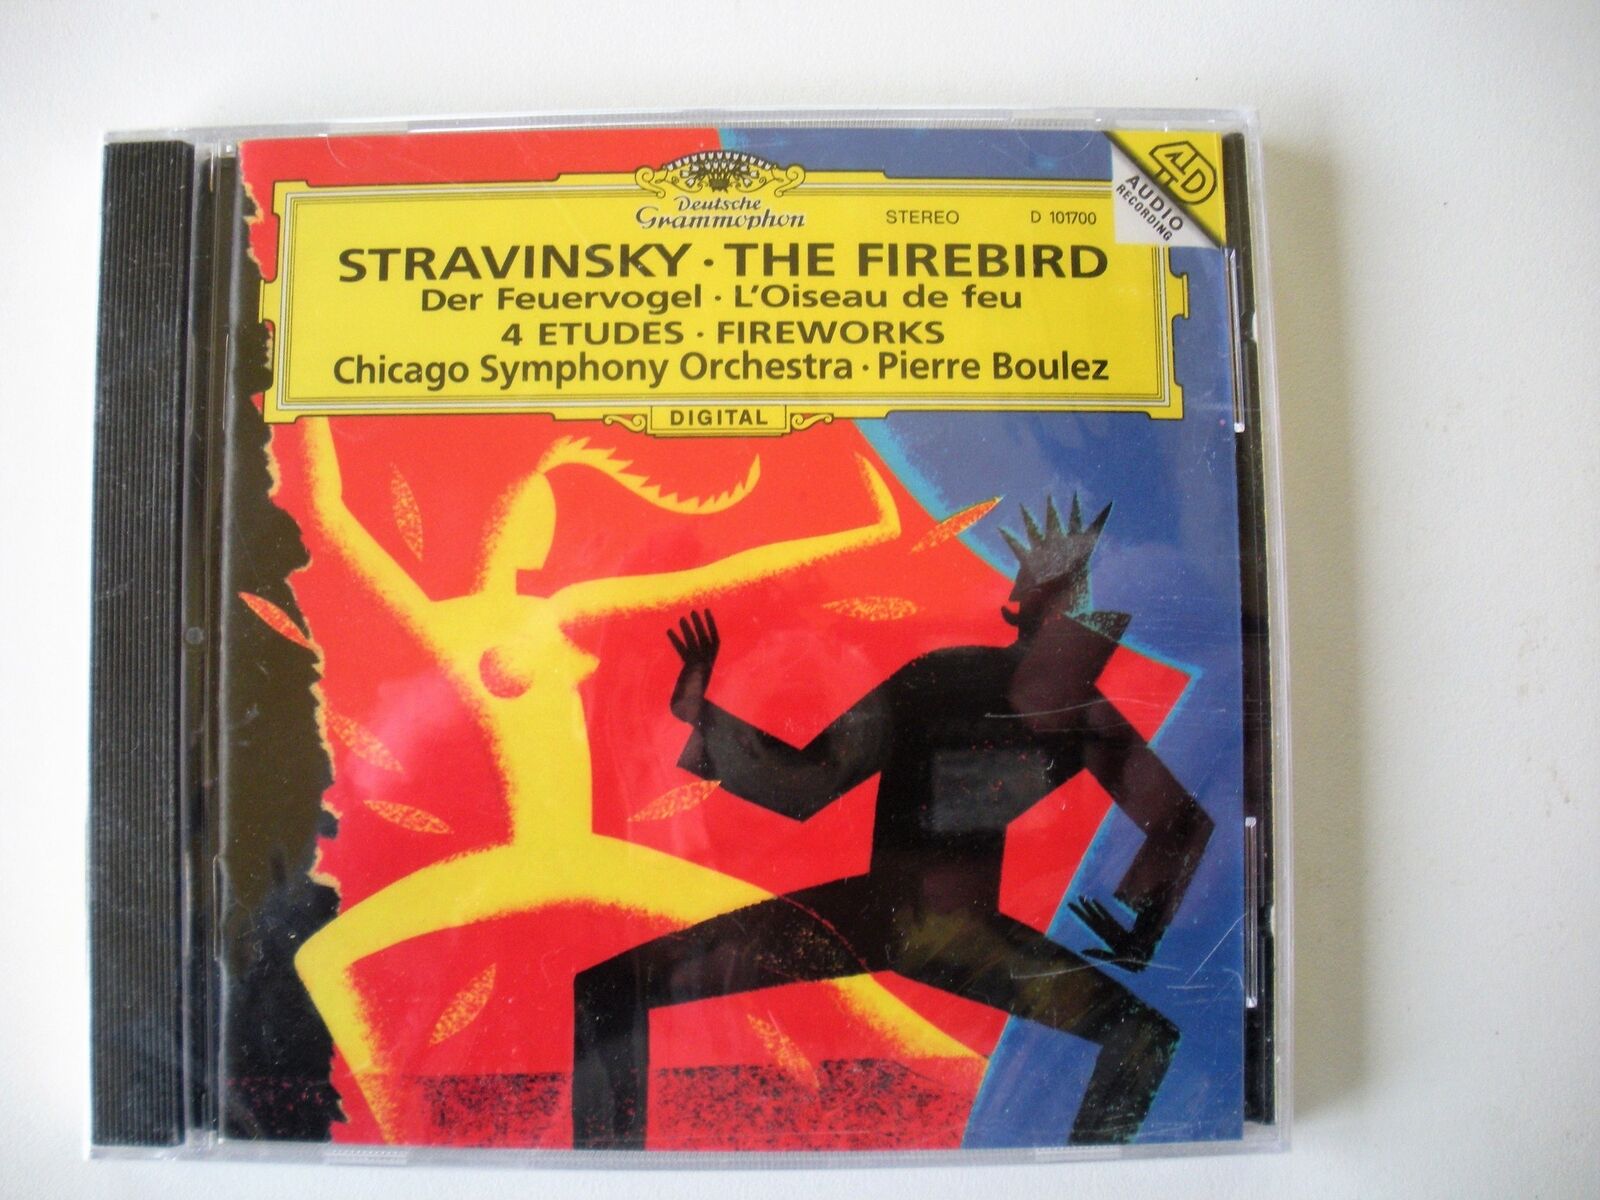 Deutsche
Grammophon
STEREO D 101700
4D
AUDIO
RECORDING
STRAVINSKY · THE FIREBIRD
Der Feuervogel · L'Oiseau de feu
4 ETUDES · FIREWORKS
Chicago Symphony Orchestra · Pierre Boulez
DIGITAL